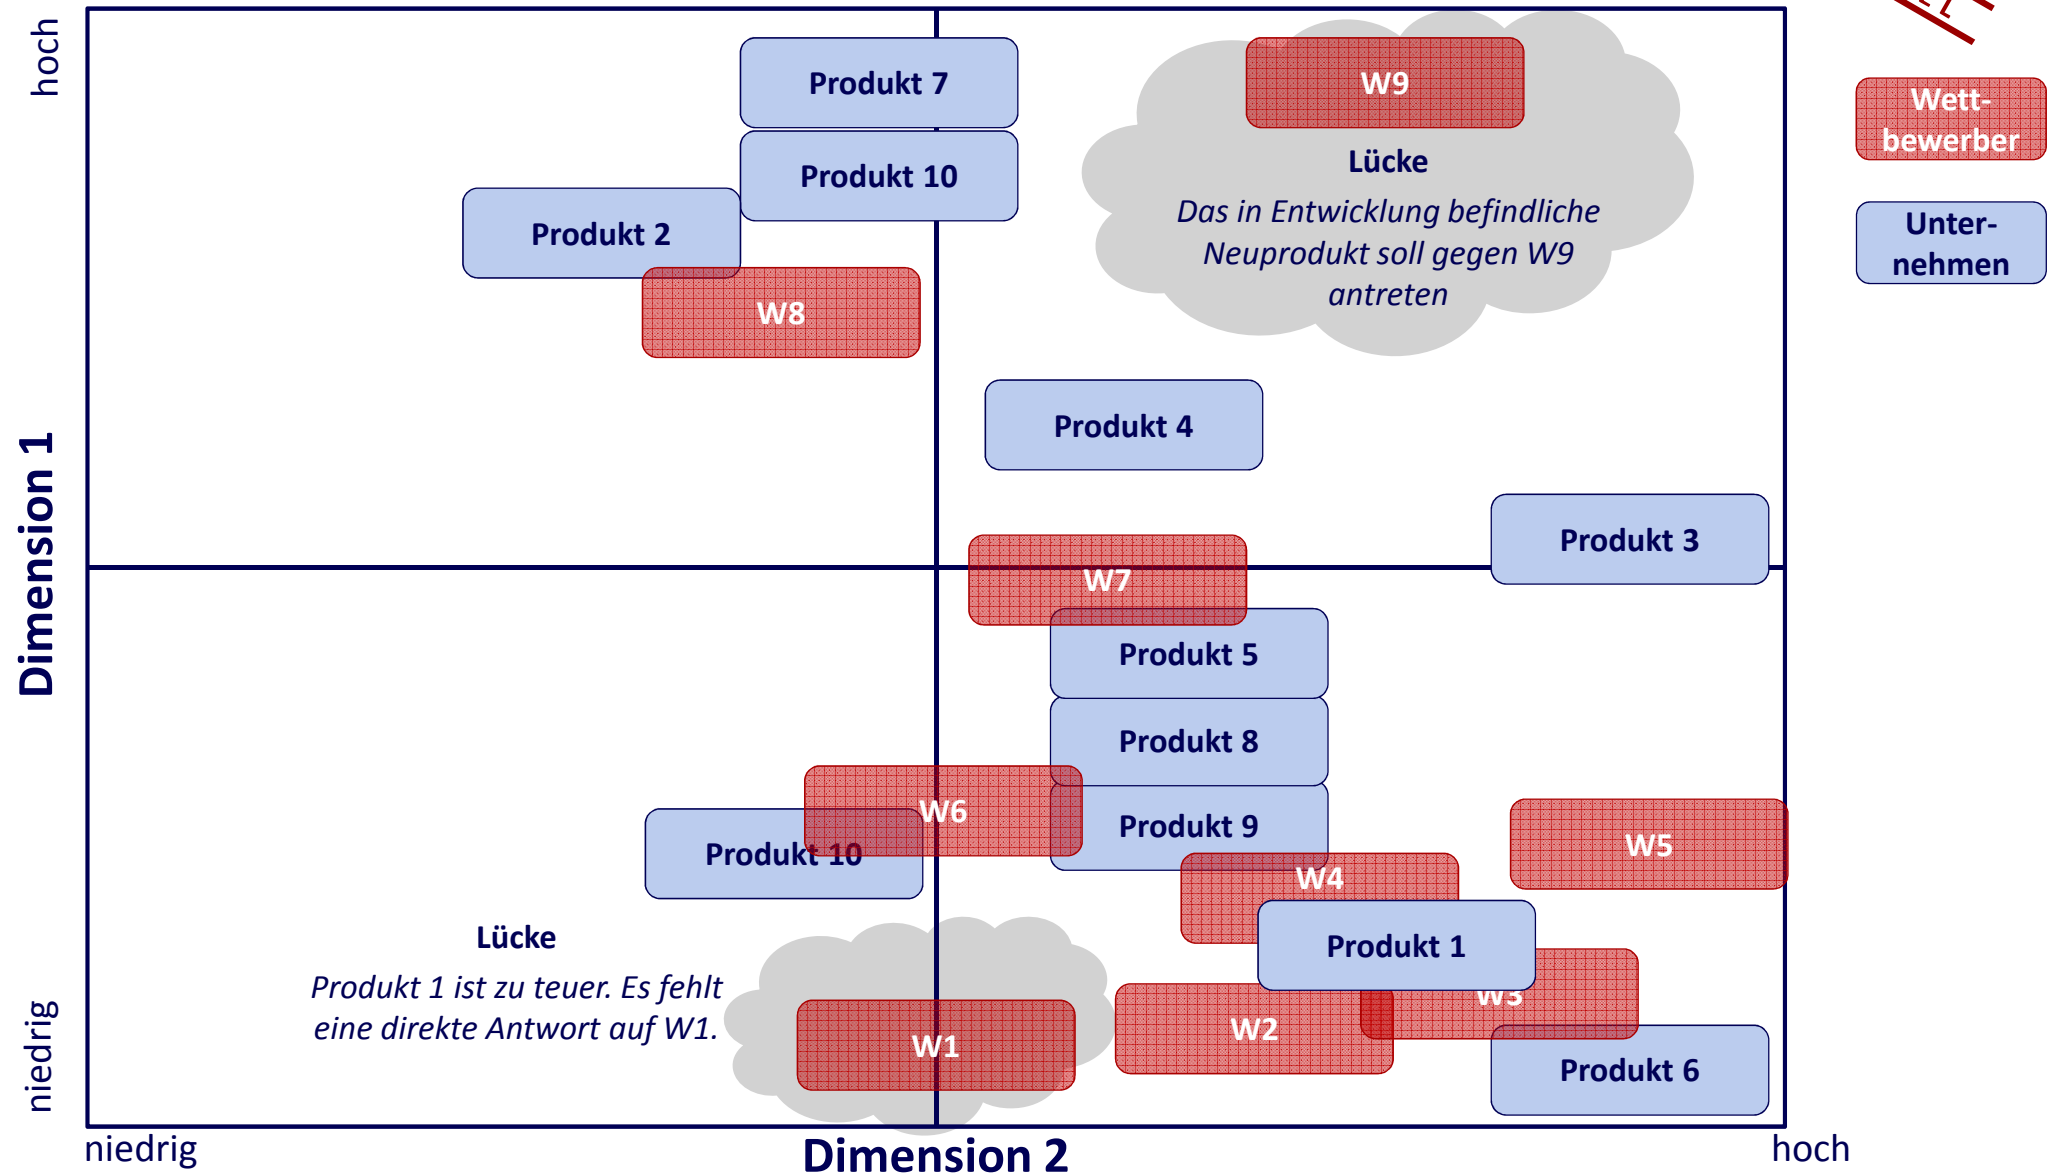 hoch
Produkt 7
W9
Wett-
bewerber
Lücke
Produkt 10
Das in Entwicklung befindliche
Neuprodukt soll gegen W9
antreten
Produkt 2
Unter-
nehmen
W8
Produkt 4
Dimension 1
Produkt 3
W7
Produkt 5
Produkt 8
W6
Produkt 9
Produkt 10
W5
W4
Lücke
Produkt 1 ist zu teuer. Es fehlt
eine direkte Antwort auf W1.
Produkt 1
W3
W2
W1
Produkt 6
niedrig
niedrig
Dimension 2
hoch